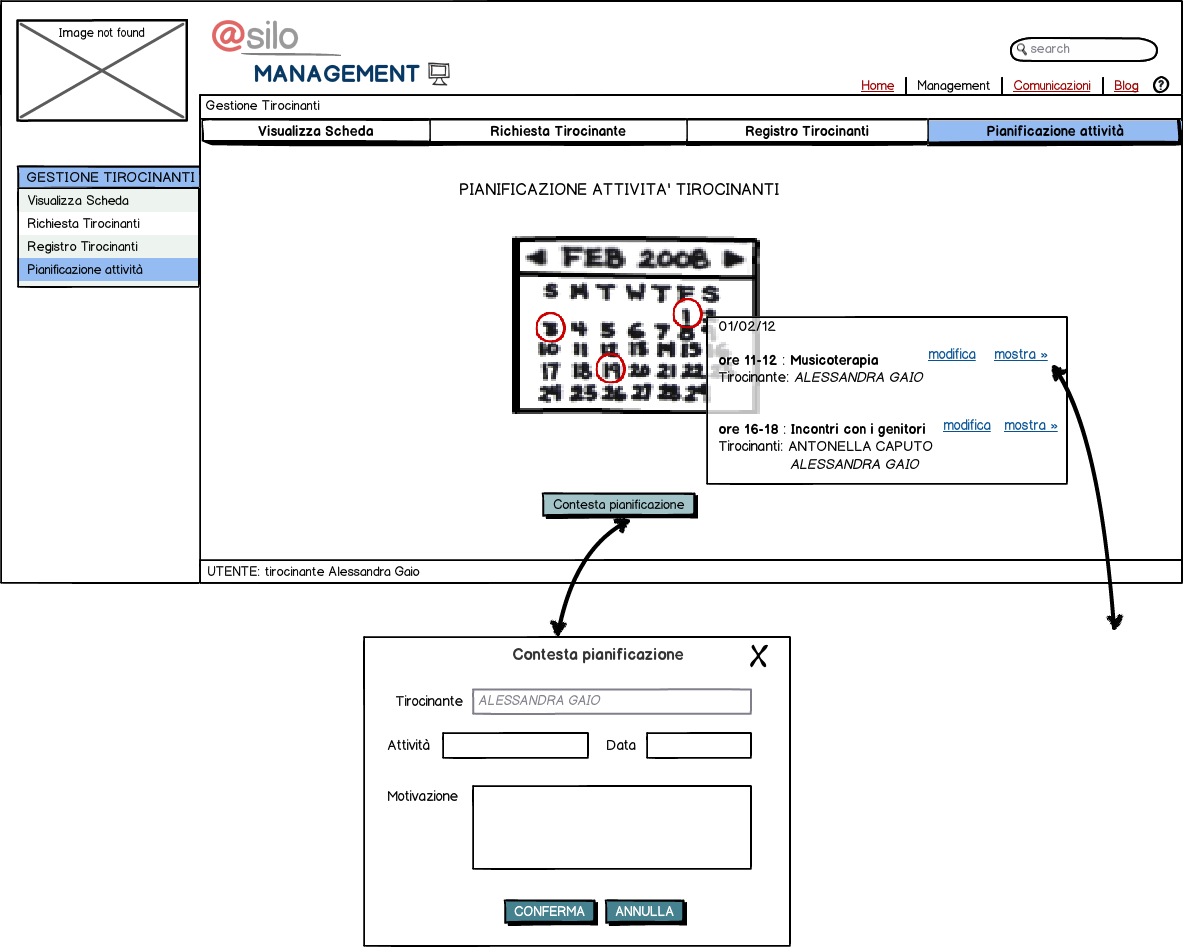 Image not found
@silo
MANAGEMENT
search
Home Management Comunicazioni Blog ?
Gestione Tirocinanti
Visualizza Scheda Richiesta Tirocinante Registro Tirocinanti Pianificazione attività
GESTIONE TIROCINANTI
Visualizza Scheda
Richiesta Tirocinanti
Registro Tirocinanti
Pianificazione attività
PIANIFICAZIONE ATTIVITA' TIROCINANTI
FEB 2008
S M T W T F S
1 2
3 4 5 6 7 8 9
10 11 12 13 14 15 16
17 18 19 20 21 22 23
24 25 26 27 28 29
01/02/12
ore 11-12 : Musicoterapia modifica mostra »
Tirocinante: ALESSANDRA GAIO
ore 16-18 : Incontri con i genitori modifica mostra »
Tirocinanti: ANTONELLA CAPUTO
ALESSANDRA GAIO
Contesta pianificazione
UTENTE: tirocinante Alessandra Gaio
Contesta pianificazione X
Tirocinante ALESSANDRA GAIO
Attività Data
Motivazione
CONFERMA ANNULLA